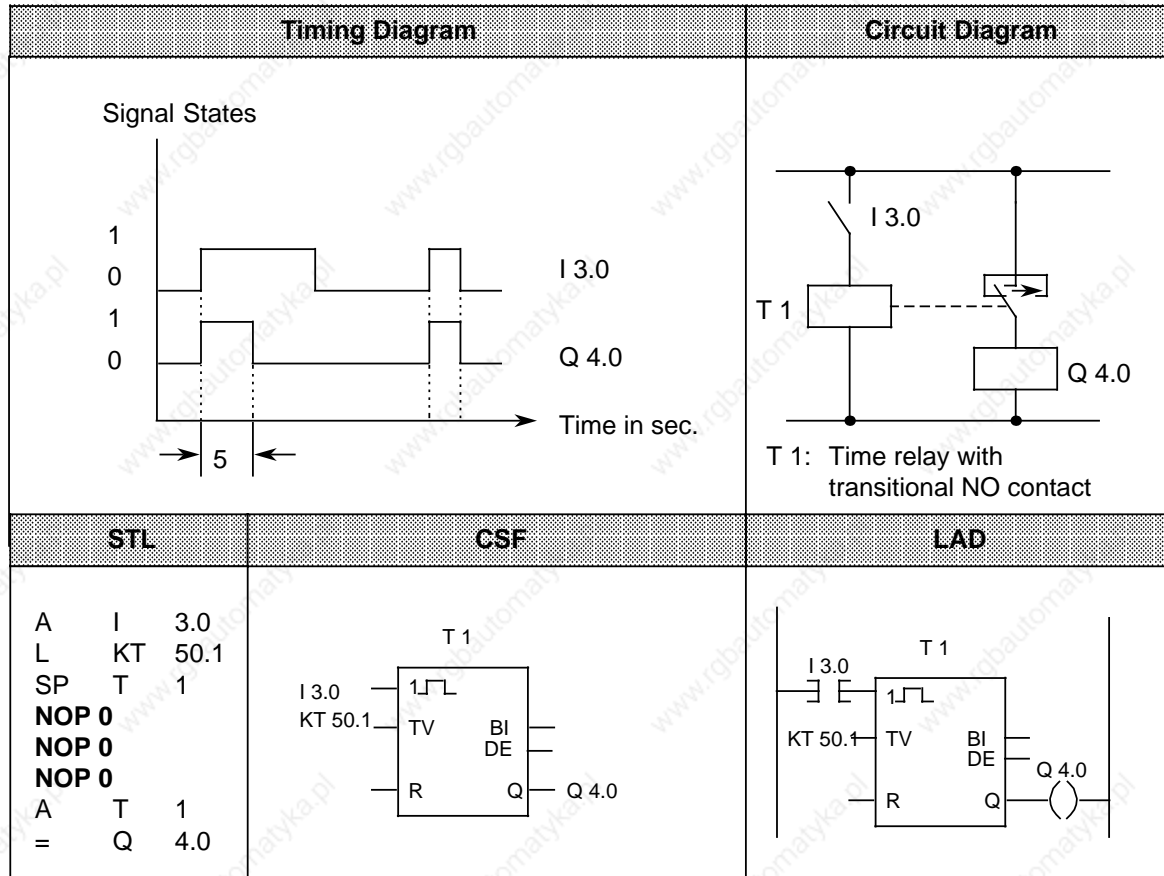 Timing Diagram
Circuit Diagram
Signal States
1
0
I 3.0
1
0
Q 4.0
Time in sec.
5
I 3.0
T 1
Q 4.0
T 1: Time relay with
transitional NO contact
STL
CSF
LAD
A I 3.0
L KT 50.1
SP T 1
NOP 0
NOP 0
NOP 0
A T 1
= Q 4.0
T 1
I 3.0
1
KT 50.1
TV
BI
DE
R
Q
Q 4.0
T 1
I 3.0
1
KT 50.1
TV
BI
DE
Q 4.0
R
Q
www.rgbautomatyka.pl